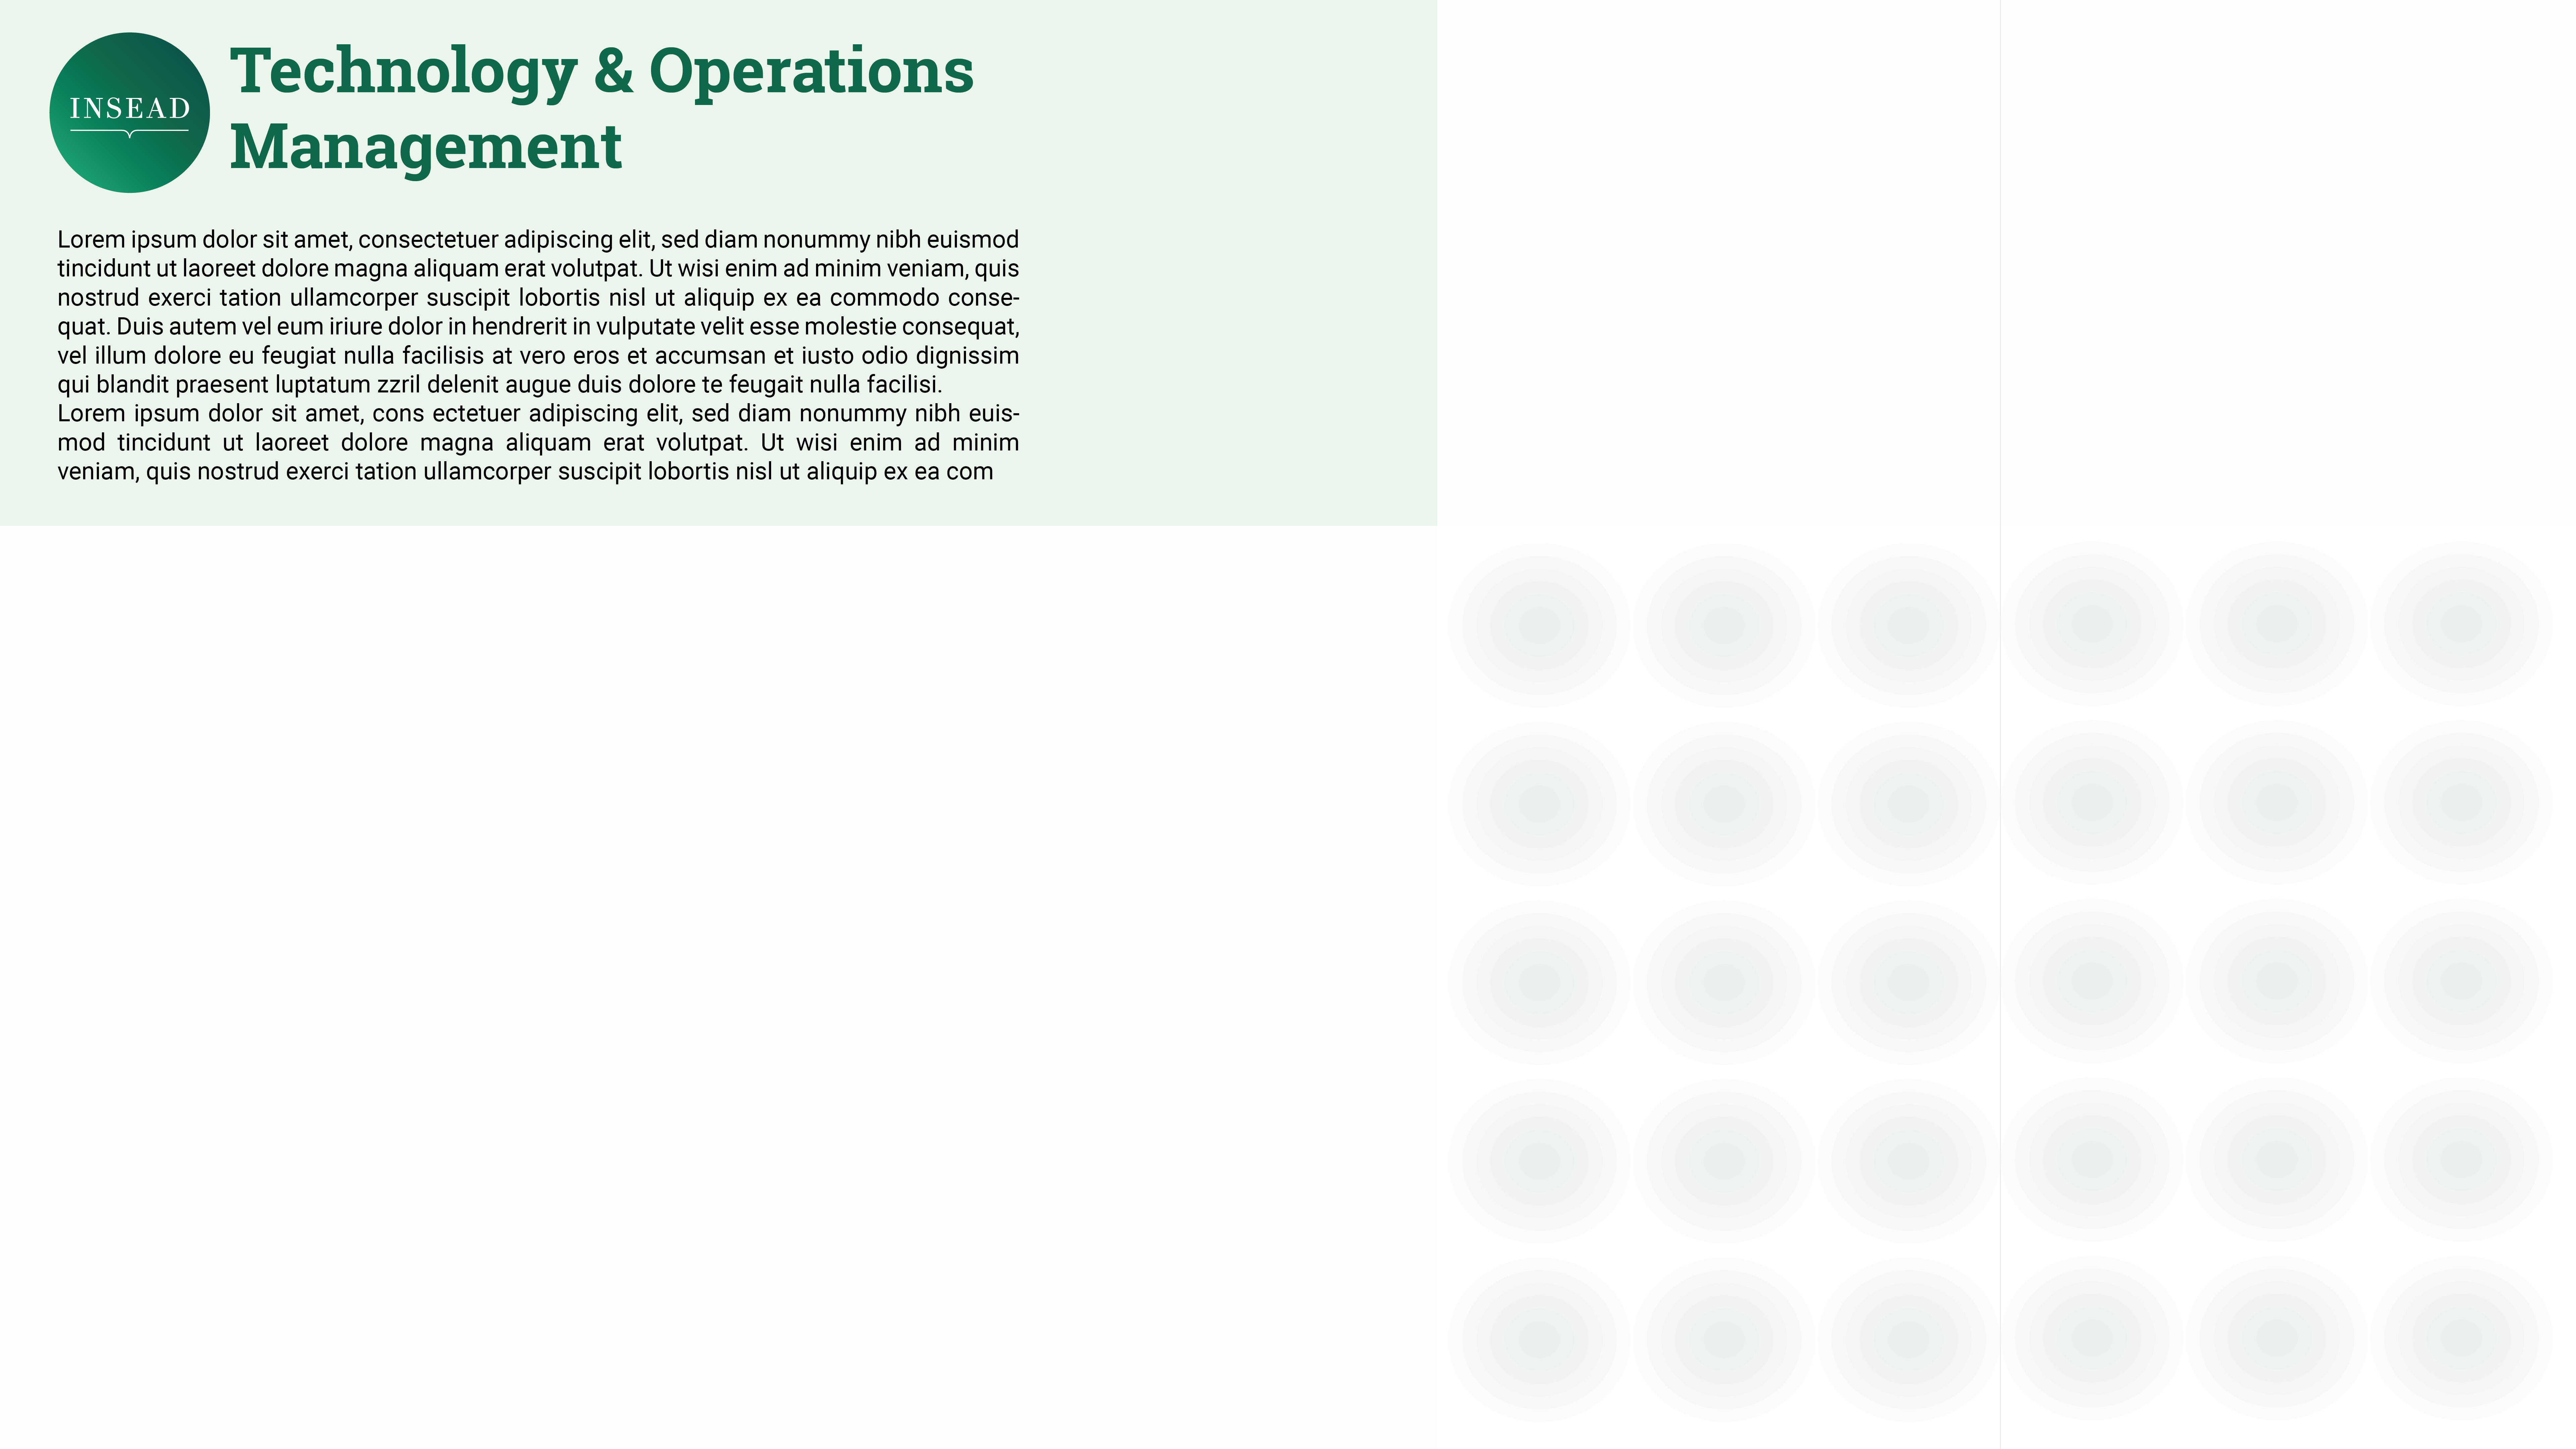 INSEAD
Technology & Operations
Management
Lorem ipsum dolor sit amet, consectetuer adipiscing elit, sed diam nonummy nibh euismod
tincidunt ut laoreet dolore magna aliquam erat volutpat. Ut wisi enim ad minim veniam, quis
nostrud exerci tation ullamcorper suscipit lobortis nisl ut aliquip ex ea commodo conse-
quat. Duis autem vel eum iriure dolor in hendrerit in vulputate velit esse molestie consequat,
vel illum dolore eu feugiat nulla facilisis at vero eros et accumsan et iusto odio dignissim
qui blandit praesent luptatum zzril delenit augue duis dolore te feugait nulla facilisi.
Lorem ipsum dolor sit amet, cons ectetuer adipiscing elit, sed diam nonummy nibh euis-
mod tincidunt ut laoreet dolore magna aliquam erat volutpat. Ut wisi enim ad minim
veniam, quis nostrud exerci tation ullamcorper suscipit lobortis nisl ut aliquip ex ea com